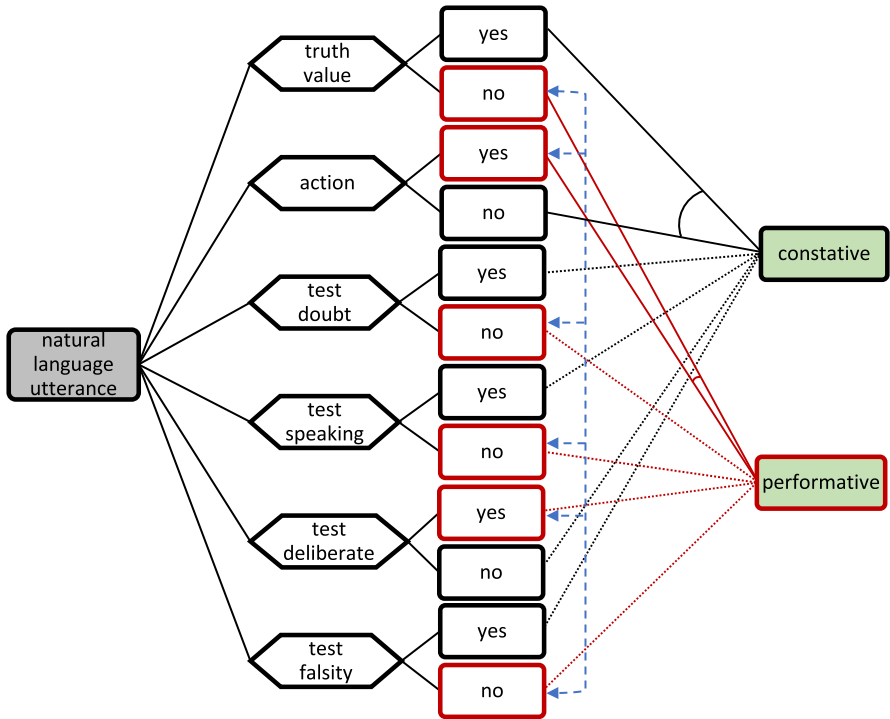 natural
language
utterance
truth
value
yes
no
action
yes
no
test
doubt
yes
no
test
speaking
yes
no
test
deliberate
yes
no
test
falsity
yes
no
constative
performative